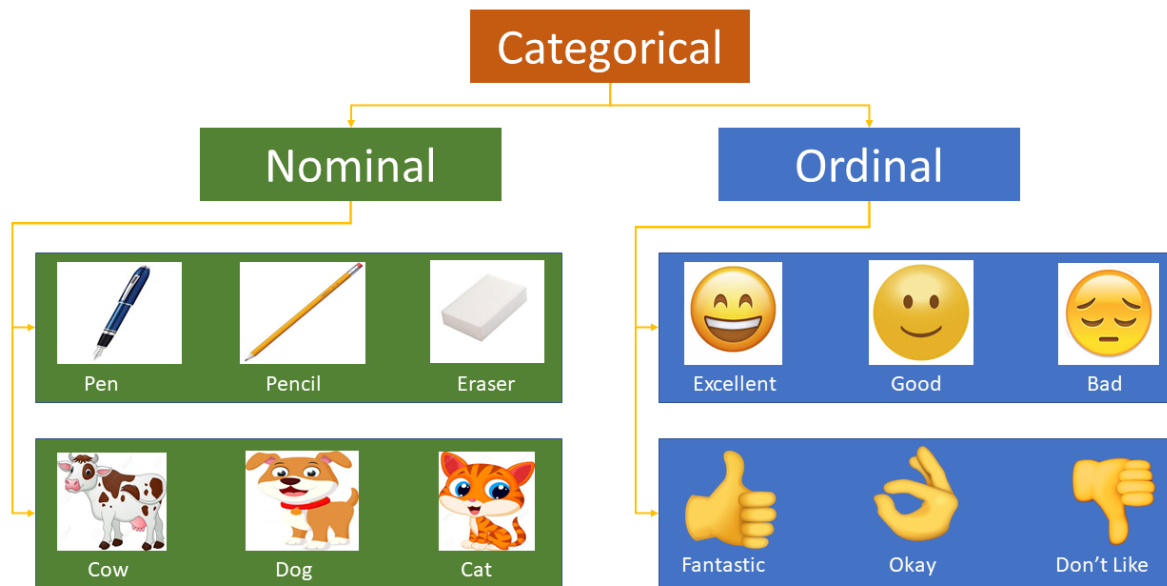 Categorical
Nominal
Ordinal
Pen
Pencil
Eraser
Excellent
Good
Bad
Cow
Dog
Cat
Fantastic
Okay
Don’t Like